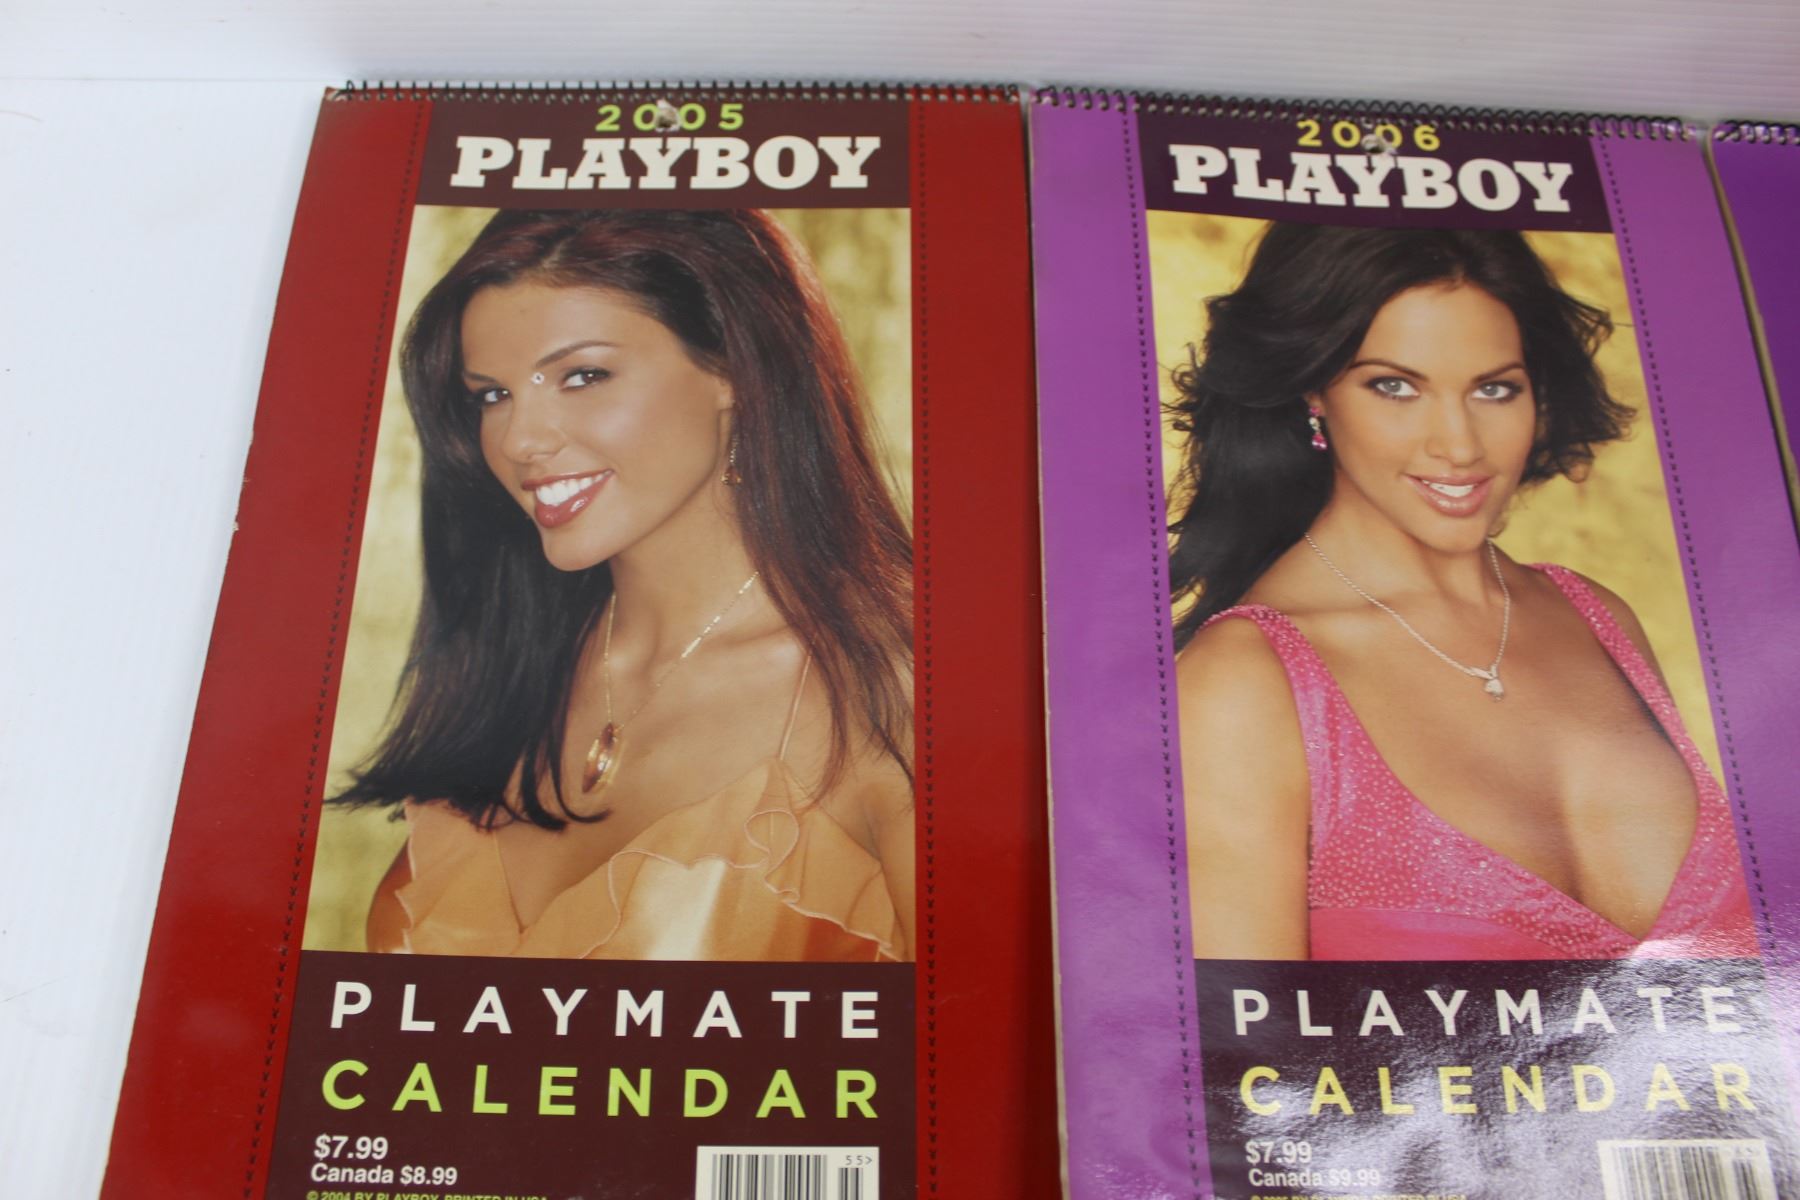 2005
PLAYBOY
PLAYMATE
CALENDAR
$7.99
Canada $8.99
55>
© 2004 BY PLAYBOY. PRINTED IN USA
2006
PLAYBOY
PLAYMATE
CALENDAR
$7.99
Canada $9.99